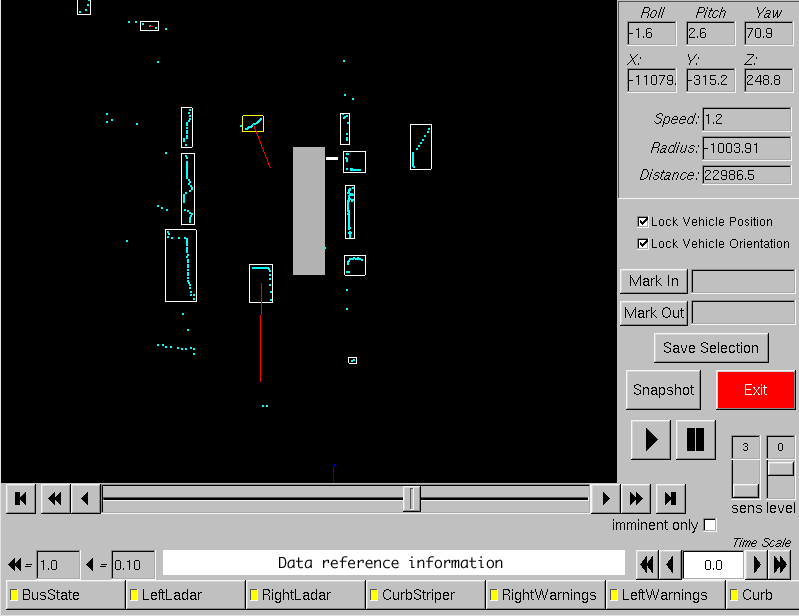 Roll Pitch Yaw
-1.6 2.6 70.9
X: Y: Z:
-11079. -315.2 248.8
Speed: 1.2
Radius: -1003.91
Distance: 22986.5
Lock Vehicle Position
Lock Vehicle Orientation
Mark In
Mark Out
Save Selection
Snapshot Exit
3 0
sens level
imminent only
Time Scale
= 1.0 = 0.10 Data reference information 0.0
BusState LeftLadar RightLadar CurbStriper RightWarnings LeftWarnings Curb